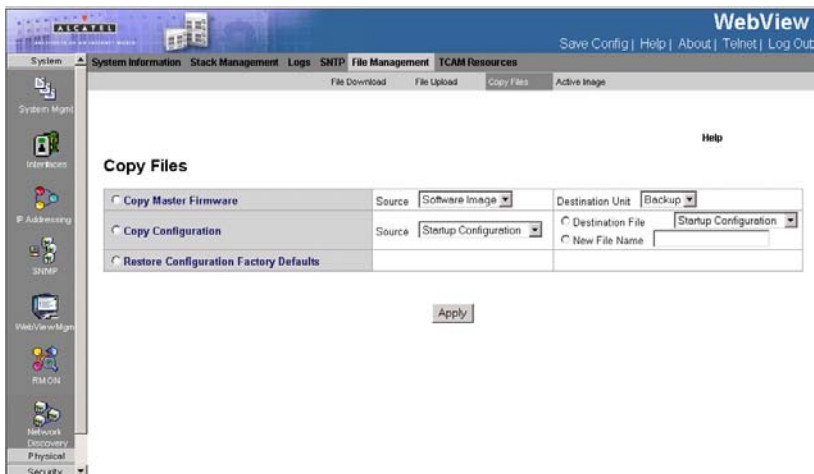 ALCATEL
WebView
Save Config | Help | About | Telnet | Log Out
System
System Information Stack Management Logs SNTP File Management TCAM Resources
File Download File Upload Copy Files Active Image
System Mgmt
Interfaces
IP Addressing
SNMP
WebView Mgm
RMON
Network
Discovery
Physical
Security
Help
Copy Files
Copy Master Firmware Source Software Image Destination Unit Backup
Copy Configuration Source Startup Configuration Destination File Startup Configuration
New File Name
Restore Configuration Factory Defaults
Apply